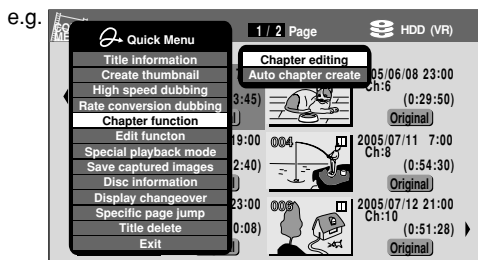 e.g.
Quick Menu
1 / 2 Page
HDD (VR)
Title information
Create thumbnail
High speed dubbing
Rate conversion dubbing
Chapter function
Edit functon
Special playback mode
Save captured images
Disc information
Display changeover
Specific page jump
Title delete
Exit
Chapter editing
Auto chapter create
05/06/08 23:00
Ch:6
3:45)
(0:29:50)
Original
19:00
004
2005/07/11 7:00
Ch:8
2:40)
(0:54:30)
Original
23:00
006
2005/07/12 21:00
Ch:10
0:08)
(0:51:28)
Original